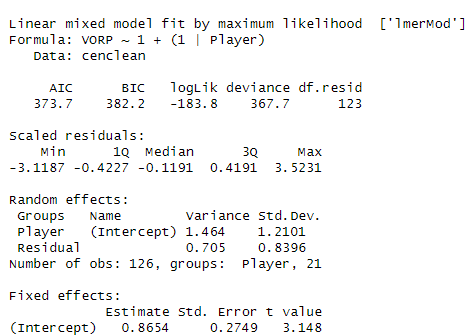 Linear mixed model fit by maximum likelihood  ['lmerMod']
Formula: VORP ~ 1 + (1 | Player)
   Data: cenclean

     AIC      BIC   logLik deviance df.resid
   373.7    382.2   -183.8    367.7      123

Scaled residuals:
    Min      1Q  Median      3Q     Max
-3.1187 -0.4227 -0.1191  0.4191  3.5231

Random effects:
 Groups   Name        Variance Std.Dev.
 Player   (Intercept) 1.464    1.2101
 Residual             0.705    0.8396
Number of obs: 126, groups:  Player, 21

Fixed effects:
            Estimate Std. Error t value
(Intercept)   0.8654     0.2749   3.148